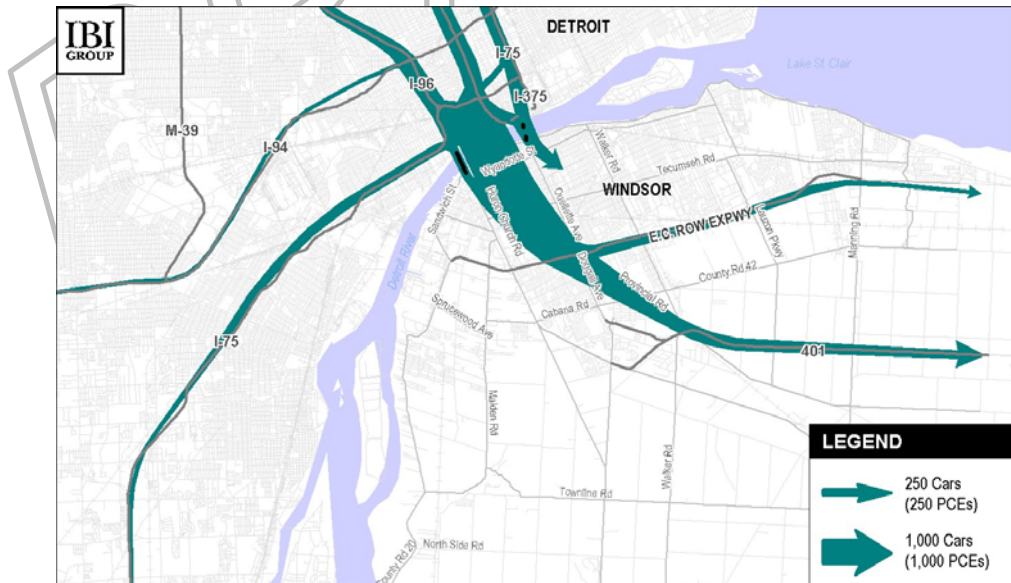 IBI
GROUP
DETROIT
Lake St Clair
I-75
I-96
I-375
M-39
I-94
Wyandotte St
Walker Rd
Tecumseh Rd
WINDSOR
Sandwich St
Huron Church Rd
Ouellette Ave
Lauzon Pkwy
E.C. ROW EXPWY
Manning Rd
Detroit River
County Rd 42
Dougall Ave
Provincial Rd
Sprucewood Ave
Cabana Rd
I-75
401
Malden Rd
Walker Rd
Townline Rd
North Side Rd
County Rd 20
LEGEND
250 Cars
(250 PCEs)
1,000 Cars
(1,000 PCEs)